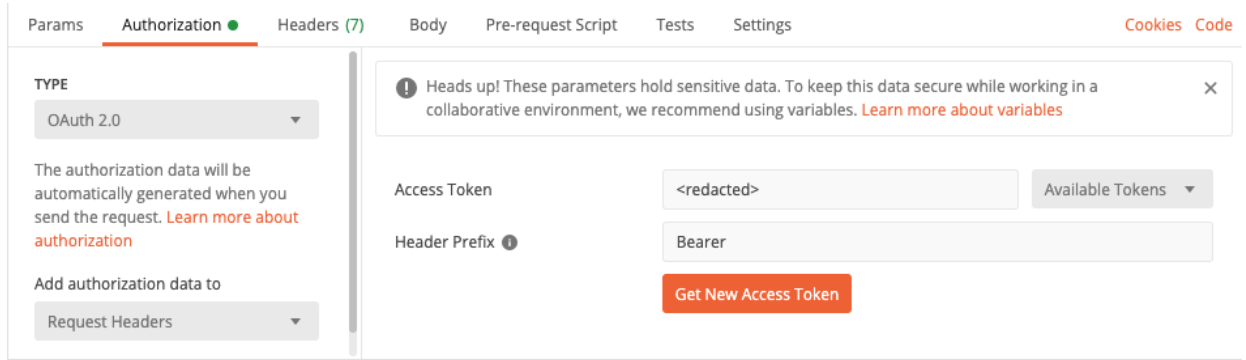 Params Authorization Headers (7) Body Pre-request Script Tests Settings Cookies Code
TYPE
OAuth 2.0
The authorization data will be
automatically generated when you
send the request. Learn more about
authorization
Add authorization data to
Request Headers
Heads up! These parameters hold sensitive data. To keep this data secure while working in a
collaborative environment, we recommend using variables. Learn more about variables
Access Token <redacted> Available Tokens
Header Prefix Bearer
Get New Access Token